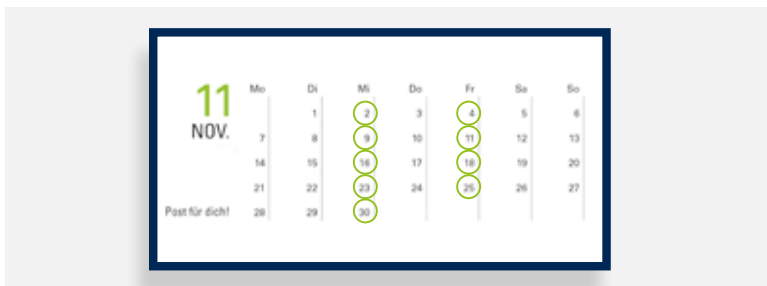 Mo Di Mi Do Fr Sa So
11
1 2 3 4 5 6
NOV.
7 8 9 10 11 12 13
14 15 16 17 18 19 20
21 22 23 24 25 26 27
Post für dich! 28 29 30